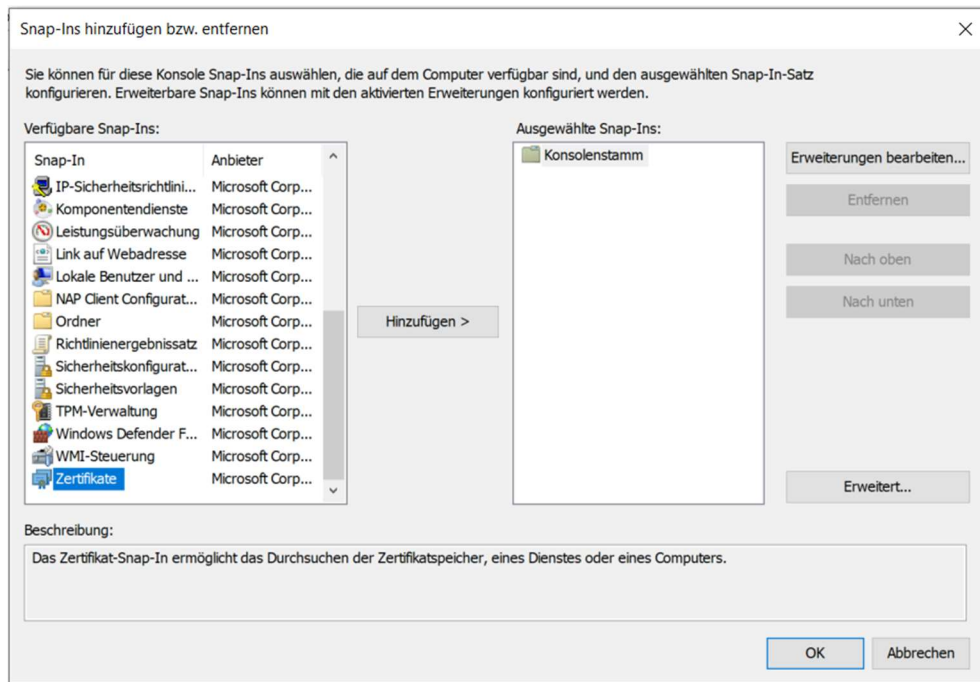 Snap-Ins hinzufügen bzw. entfernen
Sie können für diese Konsole Snap-Ins auswählen, die auf dem Computer verfügbar sind, und den ausgewählten Snap-In-Satz
konfigurieren. Erweiterbare Snap-Ins können mit den aktivierten Erweiterungen konfiguriert werden.
Verfügbare Snap-Ins:
Snap-In Anbieter
IP-Sicherheitsrichtlini... Microsoft Corp...
Komponentendienste Microsoft Corp...
Leistungsüberwachung Microsoft Corp...
Link auf Webadresse Microsoft Corp...
Lokale Benutzer und ... Microsoft Corp...
NAP Client Configurat... Microsoft Corp...
Ordner Microsoft Corp...
Richtlinienergebnissatz Microsoft Corp...
Sicherheitskonfigurat... Microsoft Corp...
Sicherheitsvorlagen Microsoft Corp...
TPM-Verwaltung Microsoft Corp...
Windows Defender F... Microsoft Corp...
WMI-Steuerung Microsoft Corp...
Zertifikate Microsoft Corp...
Hinzufügen >
Ausgewählte Snap-Ins:
Konsolenstamm
Erweiterungen bearbeiten...
Entfernen
Nach oben
Nach unten
Erweitert...
Beschreibung:
Das Zertifikat-Snap-In ermöglicht das Durchsuchen der Zertifikatspeicher, eines Dienstes oder eines Computers.
OK Abbrechen